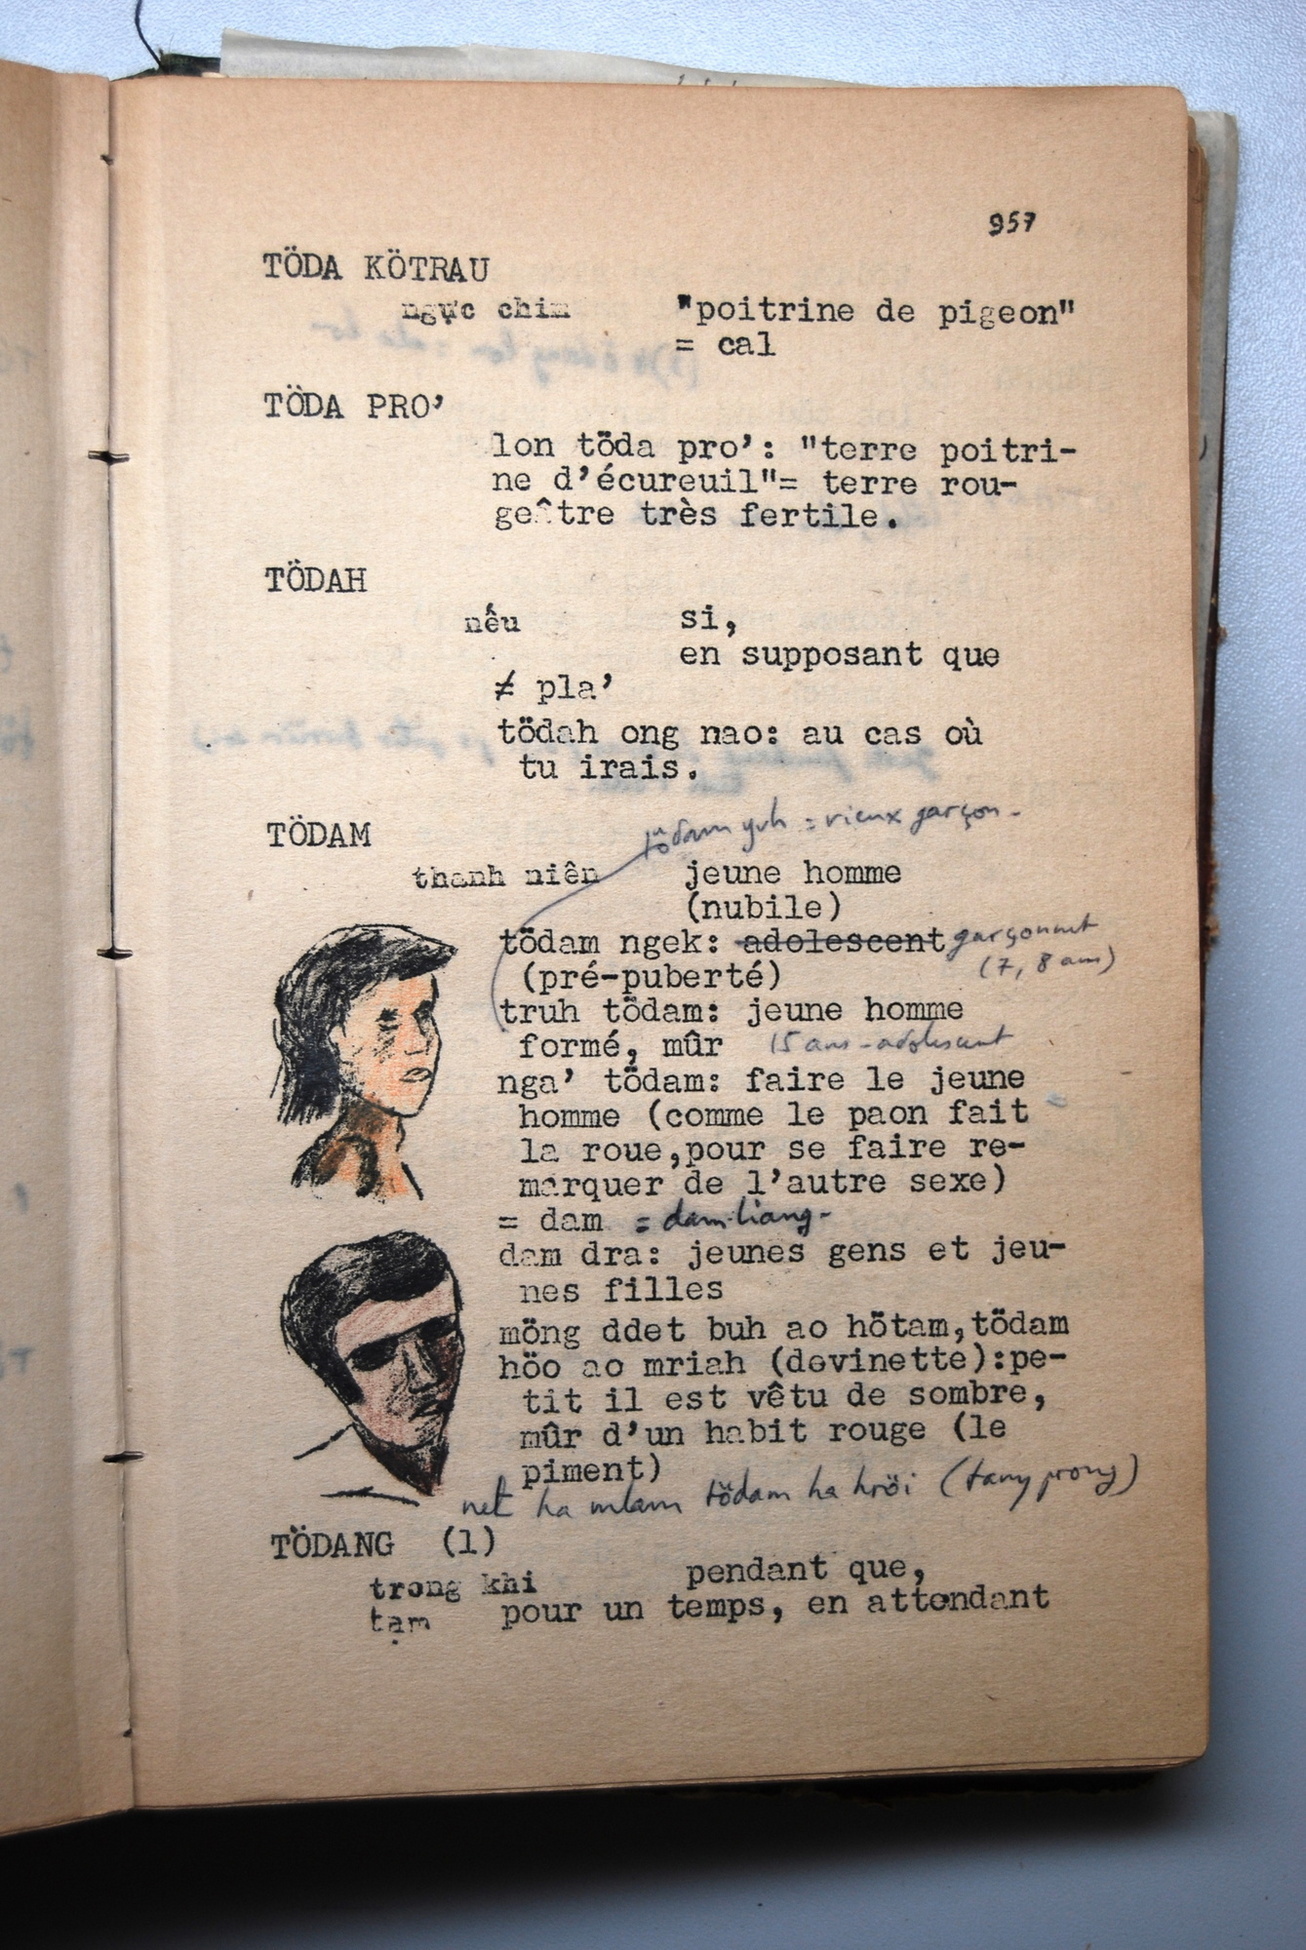 957
TÖDA KÖTRAU
ngực chim "poitrine de pigeon"
= cal
TÖDA PRO'
lon töda pro': "terre poitri-
ne d'écureuil"= terre rou-
geâtre très fertile.
TÖDAH
nếu si,
en supposant que
≠ pla'
tödah ong nao: au cas où
tu irais.
tödam yuh = vieux garçon -
TÖDAM
thanh niên jeune homme
(nubile)
tödam ngek: adolescent garçonnet
(pré-puberté) (7, 8 ans)
truh tödam: jeune homme
formé, mûr 15 ans - adolescent
nga' tödam: faire le jeune
homme (comme le paon fait
la roue,pour se faire re-
marquer de l'autre sexe)
= dam = dam-liang-
dam dra: jeunes gens et jeu-
nes filles
möng ddet buh ao hötam,tödam
höo ao mriah (devinette):pe-
tit il est vêtu de sombre,
mûr d'un habit rouge (le
piment)
net ha mlam tödam ha hröi (tang prong)
TÖDANG (1)
trong khi pendant que,
tạm pour un temps, en attendant